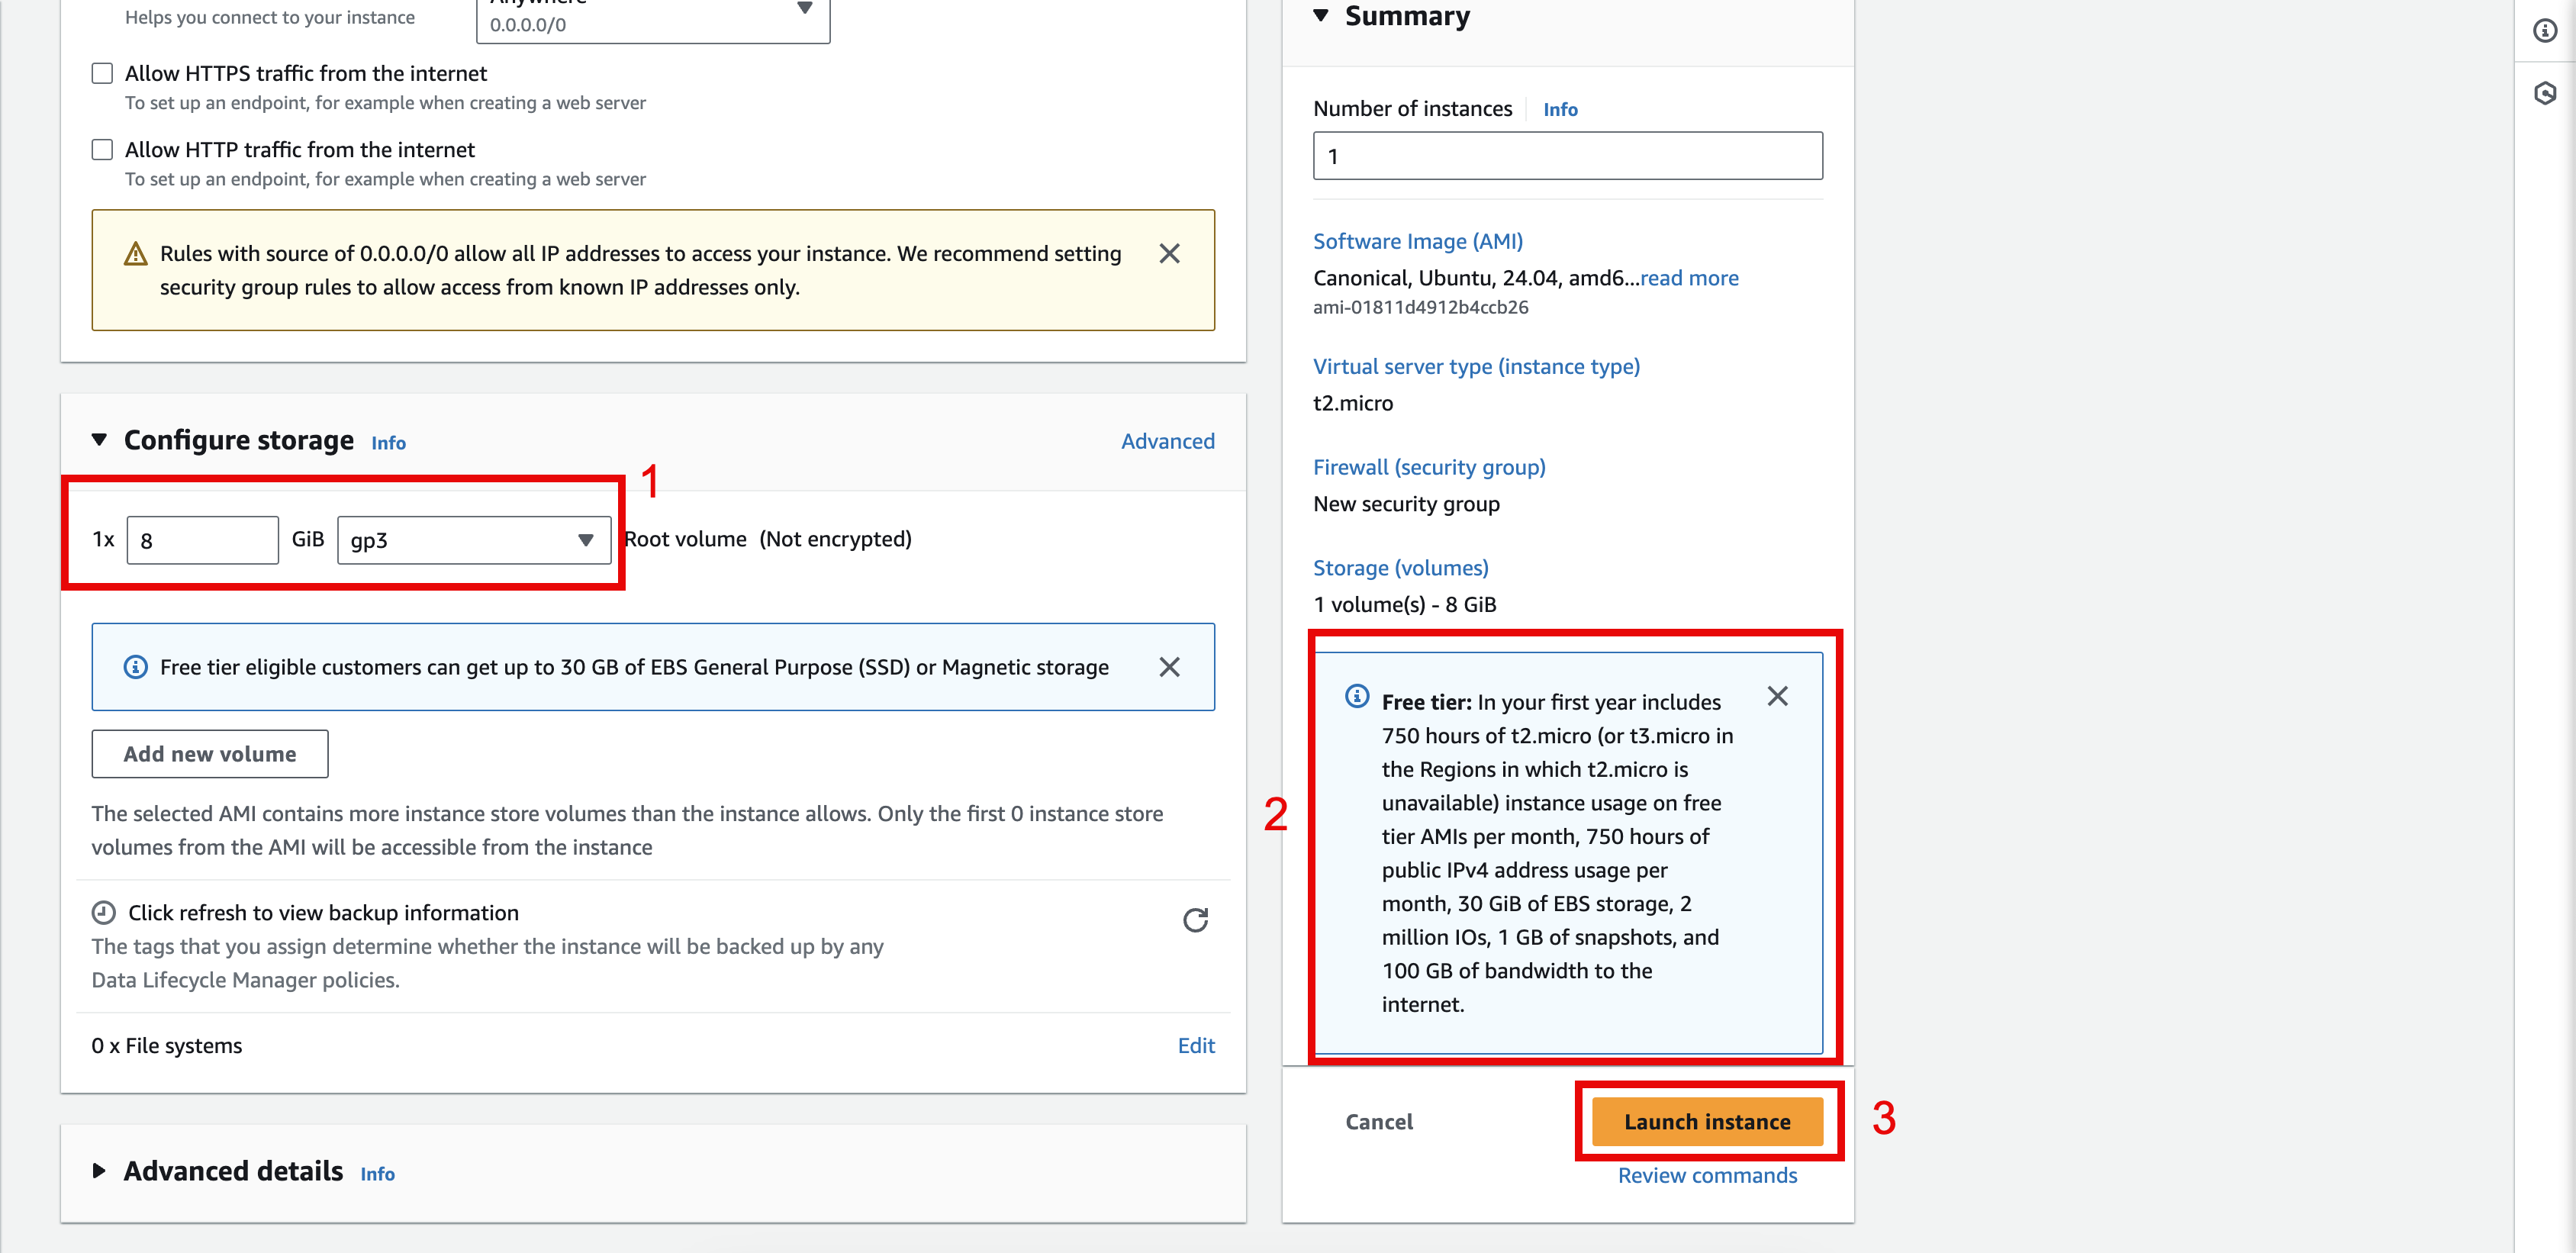 Helps you connect to your instance
Anywhere
0.0.0.0/0
Allow HTTPS traffic from the internet
To set up an endpoint, for example when creating a web server
Allow HTTP traffic from the internet
To set up an endpoint, for example when creating a web server
Rules with source of 0.0.0.0/0 allow all IP addresses to access your instance. We recommend setting
security group rules to allow access from known IP addresses only.
Configure storage Info
Advanced
1
1x 8 GiB gp3 Root volume (Not encrypted)
Free tier eligible customers can get up to 30 GB of EBS General Purpose (SSD) or Magnetic storage
Add new volume
The selected AMI contains more instance store volumes than the instance allows. Only the first 0 instance store
volumes from the AMI will be accessible from the instance
Click refresh to view backup information
The tags that you assign determine whether the instance will be backed up by any
Data Lifecycle Manager policies.
0 x File systems
Edit
Advanced details Info
Summary
Number of instances Info
1
Software Image (AMI)
Canonical, Ubuntu, 24.04, amd6...read more
ami-01811d4912b4ccb26
Virtual server type (instance type)
t2.micro
Firewall (security group)
New security group
Storage (volumes)
1 volume(s) - 8 GiB
2
Free tier: In your first year includes
750 hours of t2.micro (or t3.micro in
the Regions in which t2.micro is
unavailable) instance usage on free
tier AMIs per month, 750 hours of
public IPv4 address usage per
month, 30 GiB of EBS storage, 2
million IOs, 1 GB of snapshots, and
100 GB of bandwidth to the
internet.
Cancel
Launch instance
3
Review commands